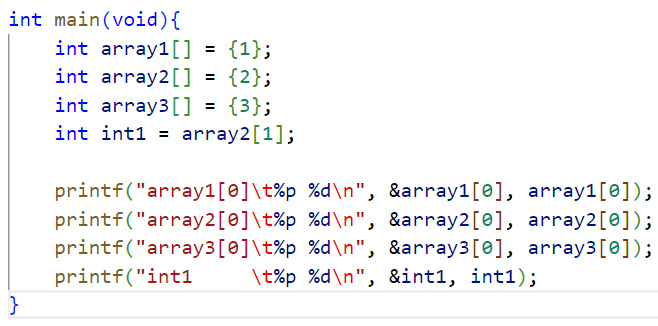 int main(void){
    int array1[] = {1};
    int array2[] = {2};
    int array3[] = {3};
    int int1 = array2[1];

    printf("array1[0]\t%p %d\n", &array1[0], array1[0]);
    printf("array2[0]\t%p %d\n", &array2[0], array2[0]);
    printf("array3[0]\t%p %d\n", &array3[0], array3[0]);
    printf("int1     \t%p %d\n", &int1, int1);
}